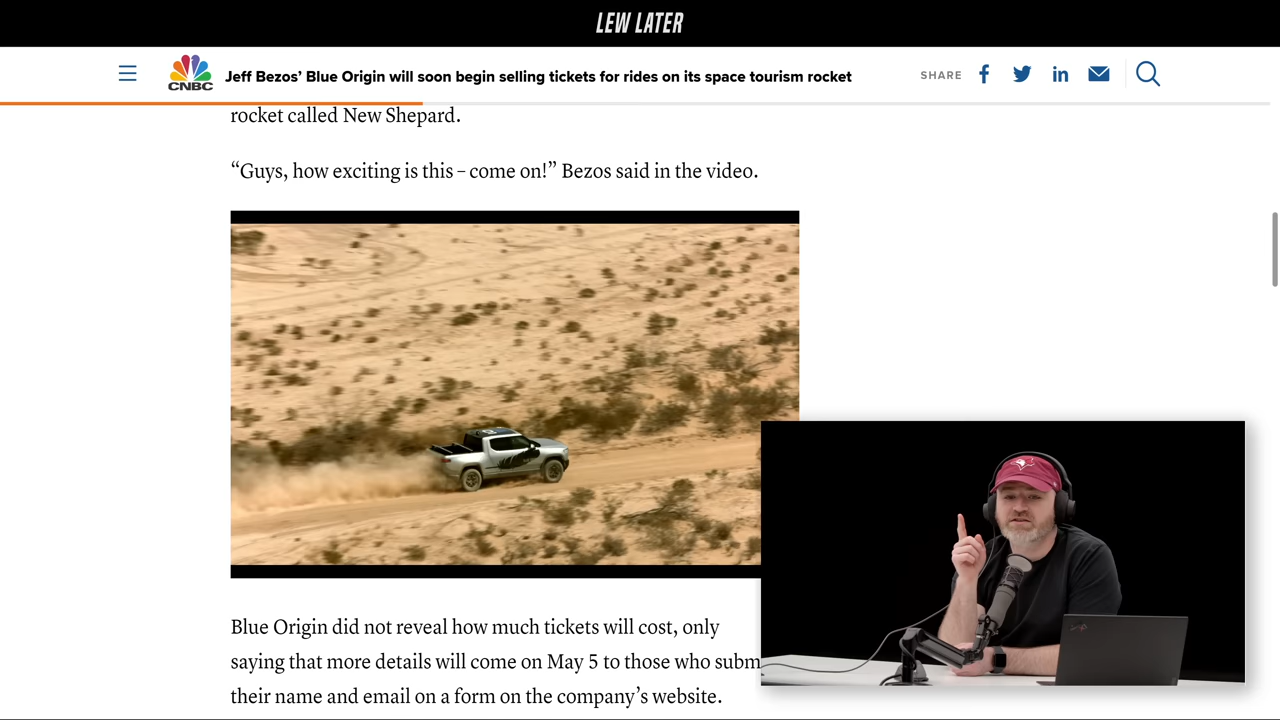 LEW LATER
CNBC
Jeff Bezos’ Blue Origin will soon begin selling tickets for rides on its space tourism rocket
SHARE
rocket called New Shepard.
“Guys, how exciting is this – come on!” Bezos said in the video.
Blue Origin did not reveal how much tickets will cost, only
saying that more details will come on May 5 to those who subm
their name and email on a form on the company’s website.